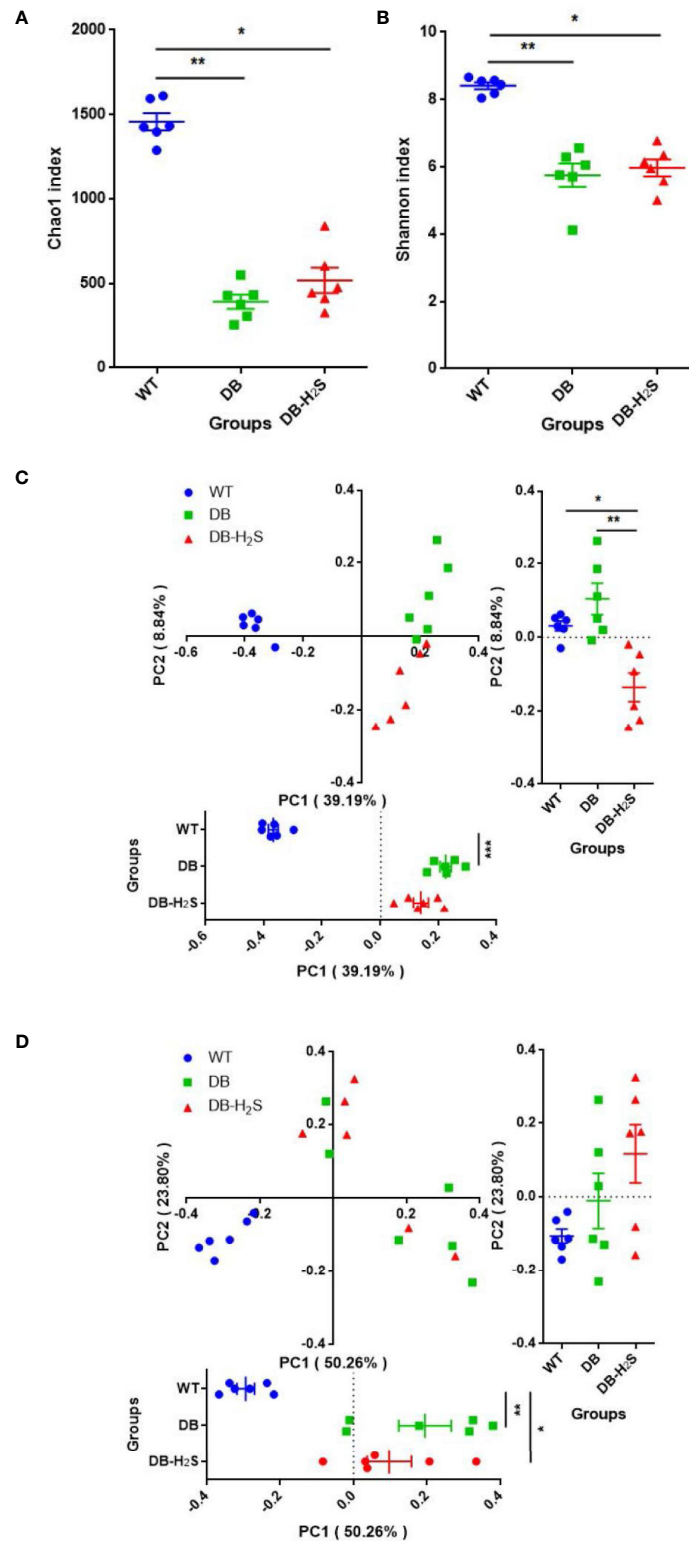 A
2000
1500
1000
500
0
Chao1 index
*
**
WT
DB
DB-H2S
Groups
B
10
8
6
4
2
0
Shannon index
*
**
WT
DB
DB-H2S
Groups
C
WT
DB
DB-H2S
0.4
0.2
-0.2
-0.4
-0.4
-0.2
0.2
0.4
PC2 ( 8.84% )
PC1 ( 39.19% )
0.4
0.2
0.0
-0.2
-0.4
PC2 ( 8.84% )
*
**
WT
DB
DB-H2S
Groups
Groups
WT
DB
DB-H2S
***
-0.6
-0.4
-0.2
0.0
0.2
0.4
PC1 ( 39.19% )
D
WT
DB
DB-H2S
0.4
0.2
-0.2
-0.4
-0.4
-0.2
0.2
0.4
PC2 ( 23.80% )
PC1 ( 50.26% )
0.4
0.2
0.0
-0.2
-0.4
PC2 ( 23.80% )
WT
DB
DB-H2S
Groups
Groups
WT
DB
DB-H2S
**
*
-0.4
-0.2
0.0
0.2
0.4
PC1 ( 50.26% )